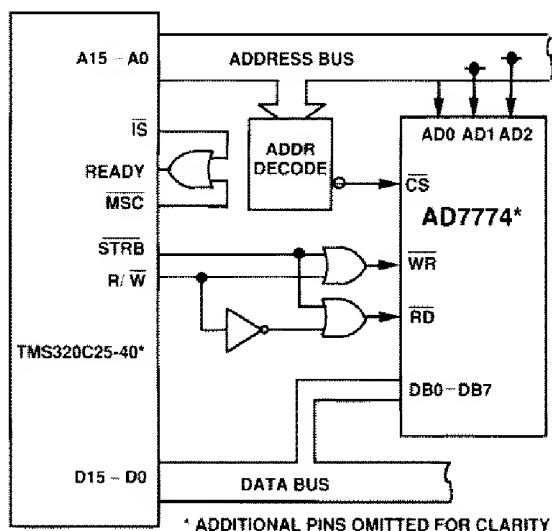 A15 – A0
ADDRESS BUS
IS
READY
MSC
STRB
R/W
TMS320C25-40*
D15 – D0
ADDR
DECODE
AD0 AD1 AD2
CS
AD7774*
WR
RD
DB0–DB7
DATA BUS
* ADDITIONAL PINS OMITTED FOR CLARITY